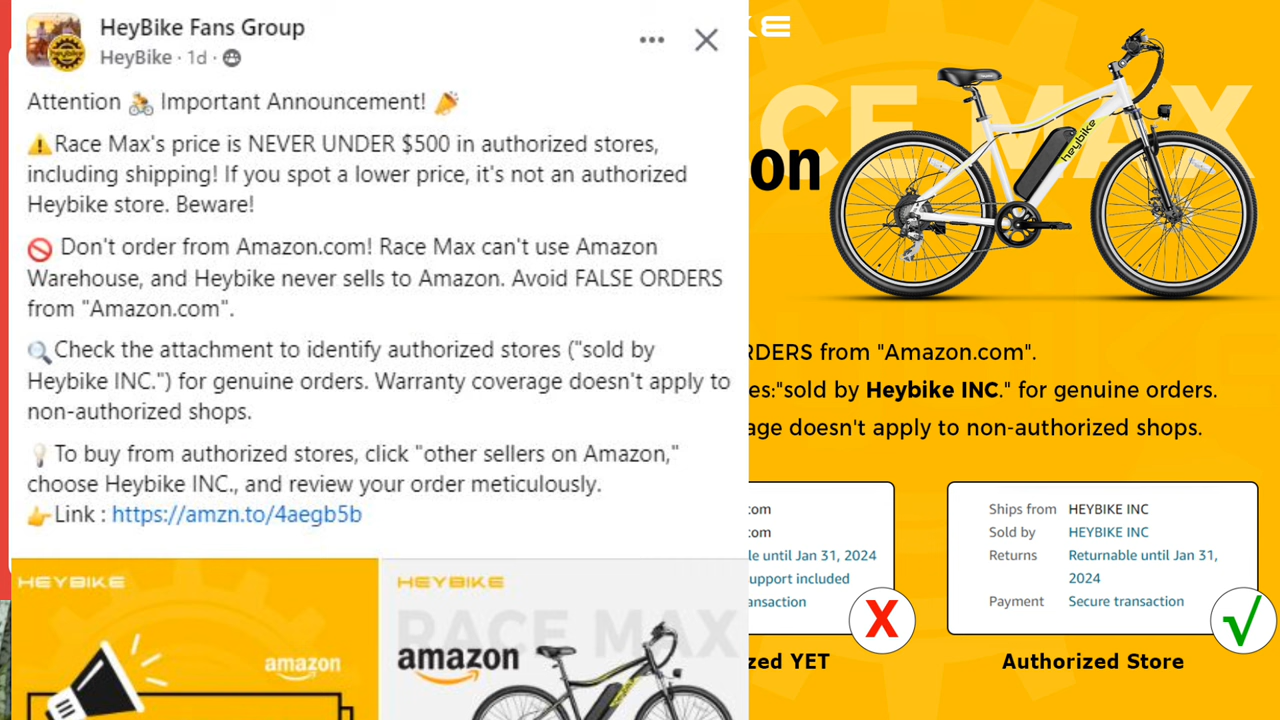 HeyBike Fans Group
HeyBike · 1d ·
Attention 🚴 Important Announcement! 🎉
⚠️Race Max's price is NEVER UNDER $500 in authorized stores,
including shipping! If you spot a lower price, it's not an authorized
Heybike store. Beware!
🚫 Don't order from Amazon.com! Race Max can't use Amazon
Warehouse, and Heybike never sells to Amazon. Avoid FALSE ORDERS
from "Amazon.com".
🔍Check the attachment to identify authorized stores ("sold by
Heybike INC.") for genuine orders. Warranty coverage doesn't apply to
non-authorized shops.
💡To buy from authorized stores, click "other sellers on Amazon,"
choose Heybike INC., and review your order meticulously.
👉Link : https://amzn.to/4aegb5b
HEYBIKE
amazon
HEYBIKE
RACE MAX
amazon
KE
CE MAX
on
heybike
RDERS from "Amazon.com".
es:"sold by Heybike INC." for genuine orders.
age doesn't apply to non-authorized shops.
com
com
le until Jan 31, 2024
upport included
ansaction
X
zed YET
Ships from HEYBIKE INC
Sold by HEYBIKE INC
Returns Returnable until Jan 31,
2024
Payment Secure transaction
√
Authorized Store